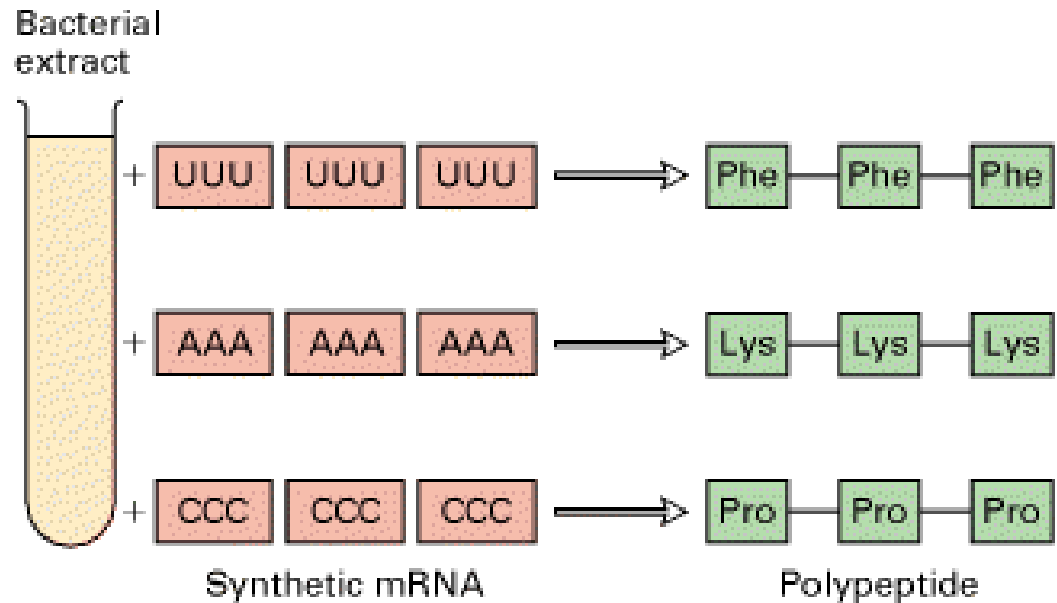 Bacterial
extract
+ UUU UUU UUU Phe Phe Phe
+ AAA AAA AAA Lys Lys Lys
+ CCC CCC CCC Pro Pro Pro
Synthetic mRNA Polypeptide